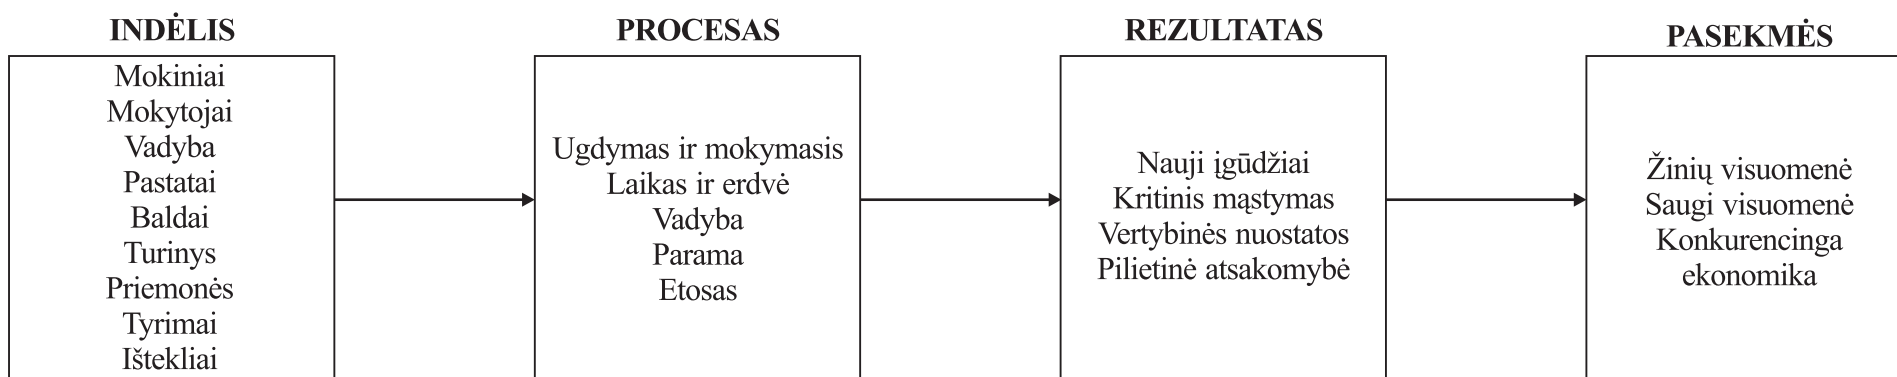 INDĖLIS
Mokiniai
Mokytojai
Vadyba
Pastatai
Baldai
Turinys
Priemonės
Tyrimai
Ištekliai
PROCESAS
Ugdymas ir mokymasis
Laikas ir erdvė
Vadyba
Parama
Etosas
REZULTATAS
Nauji įgūdžiai
Kritinis mąstymas
Vertybinės nuostatos
Pilietinė atsakomybė
PASEKMĖS
Žinių visuomenė
Saugi visuomenė
Konkurencinga
ekonomika